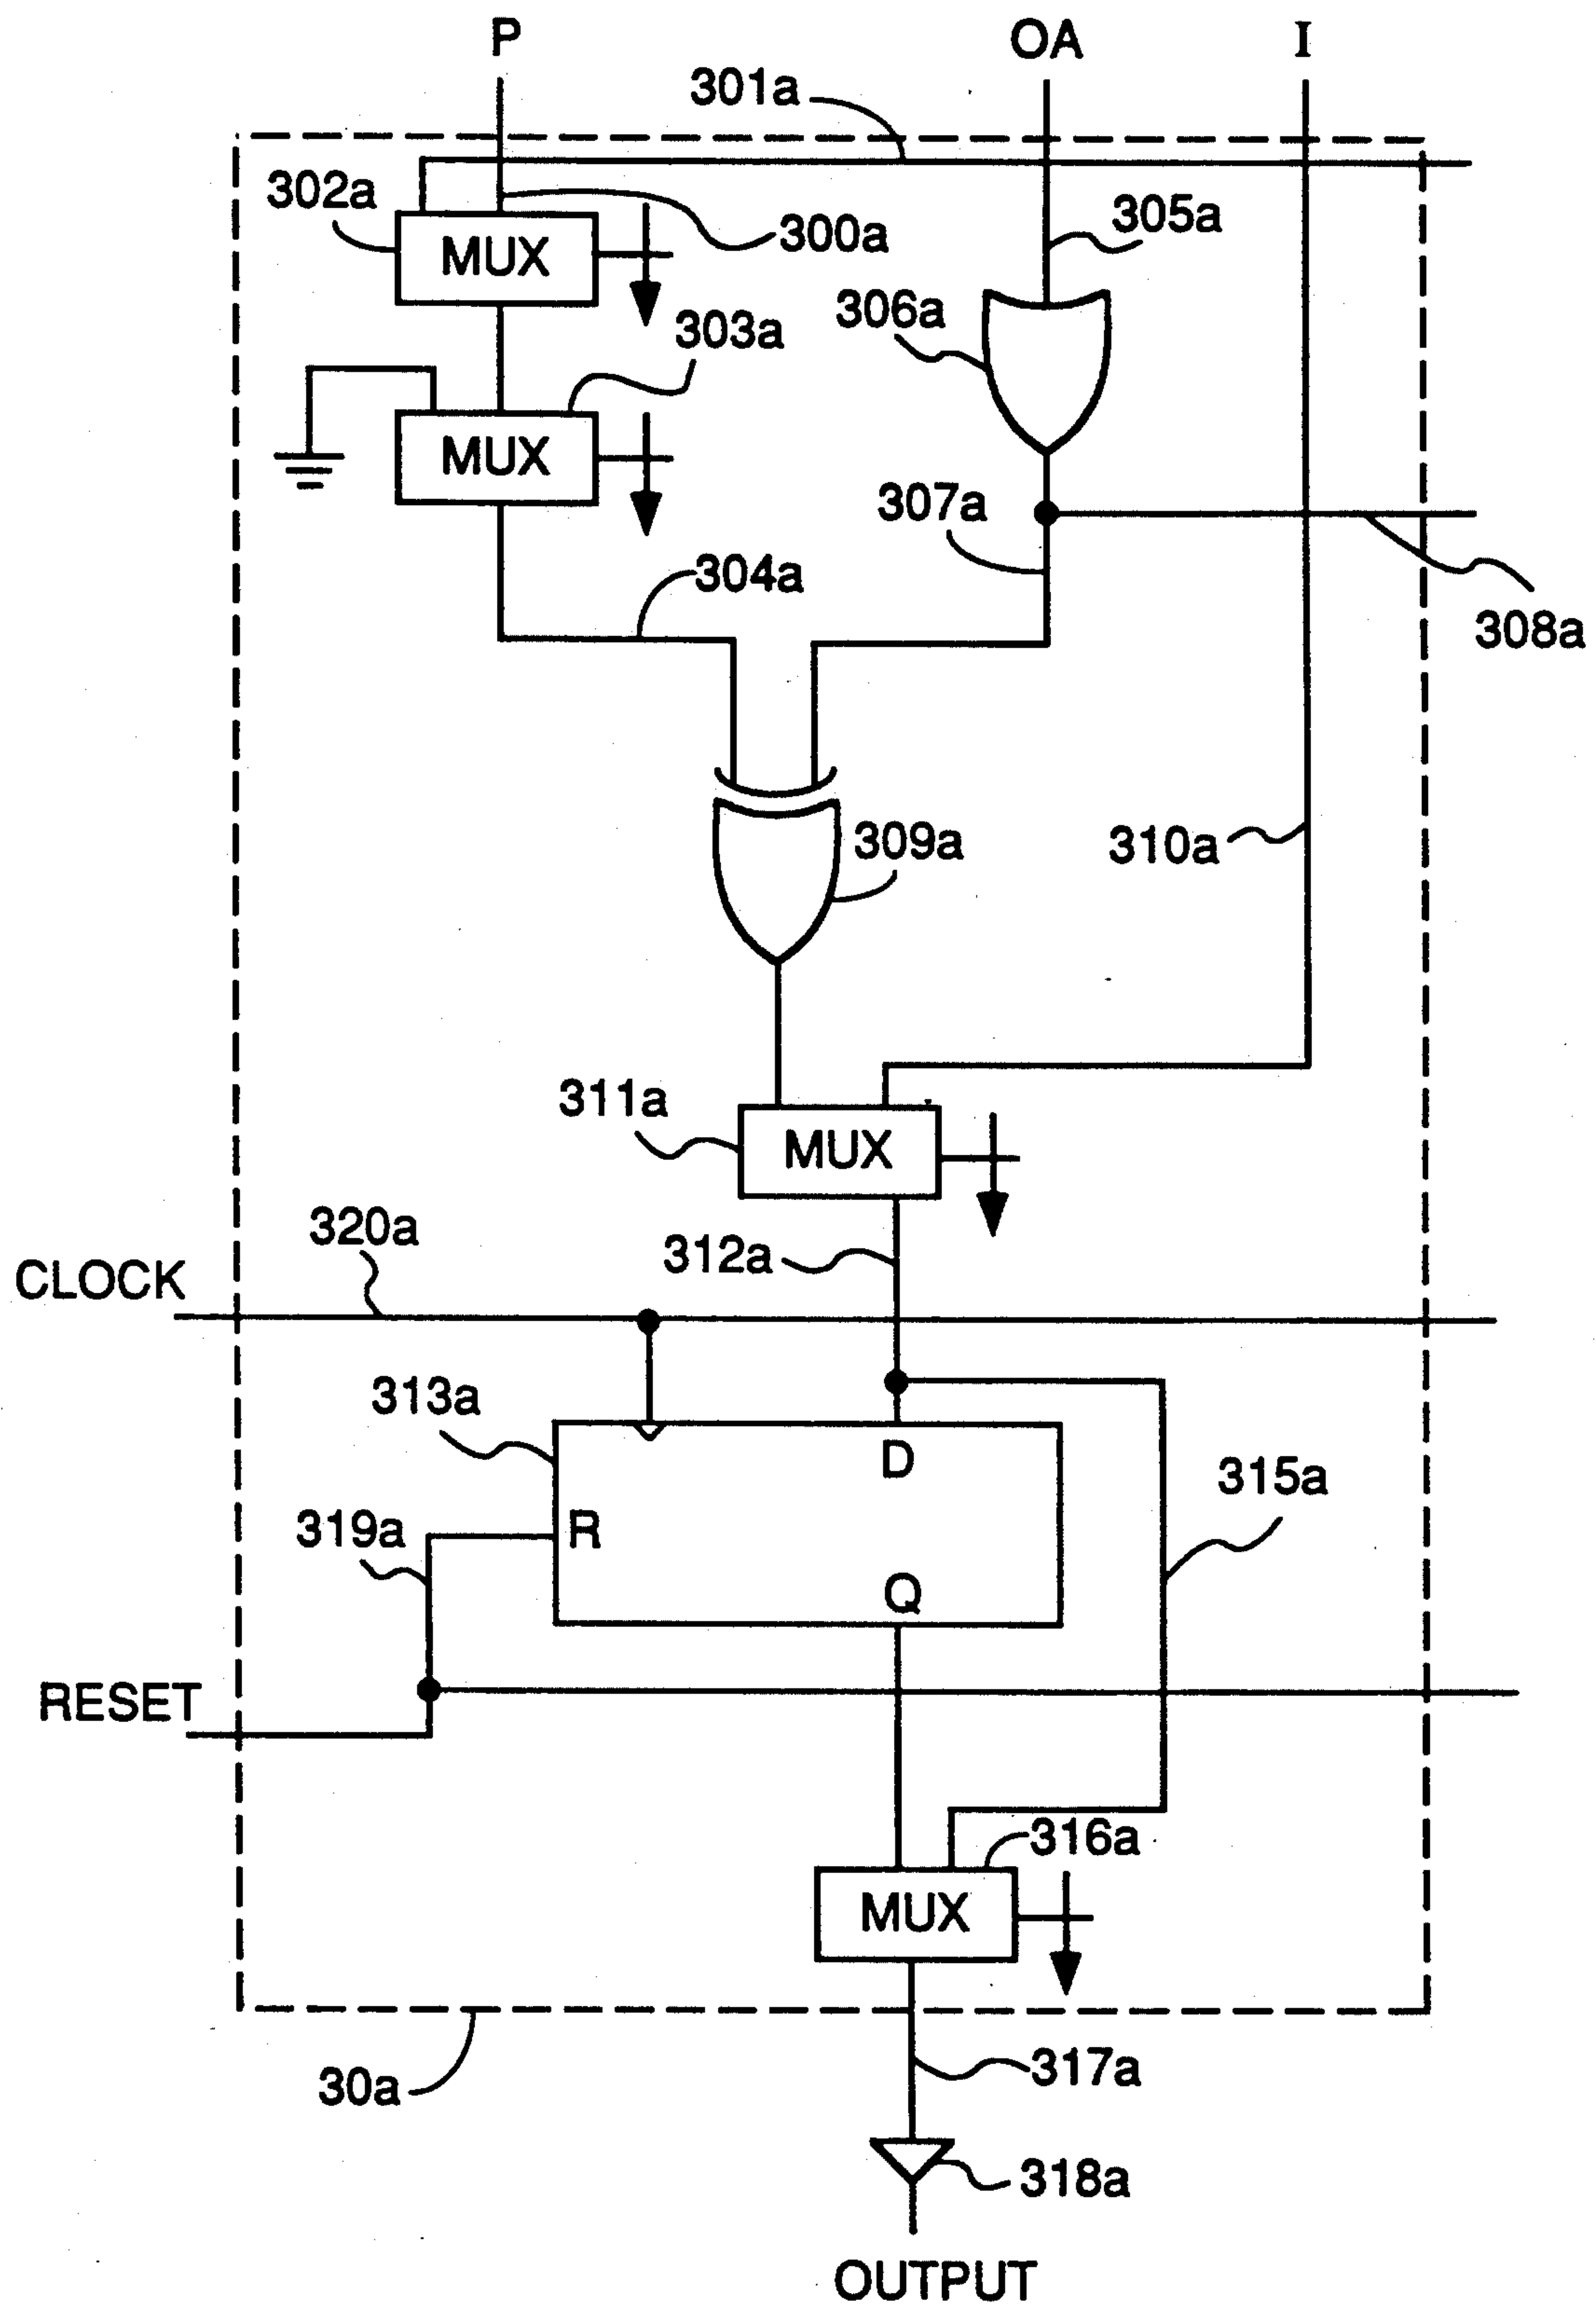 P
OA
I
301a
302a
300a
305a
MUX
306a
303a
MUX
307a
304a
308a
309a
310a
311a
MUX
320a
312a
CLOCK
313a
D
315a
319a
R
Q
RESET
316a
MUX
30a
317a
318a
OUTPUT